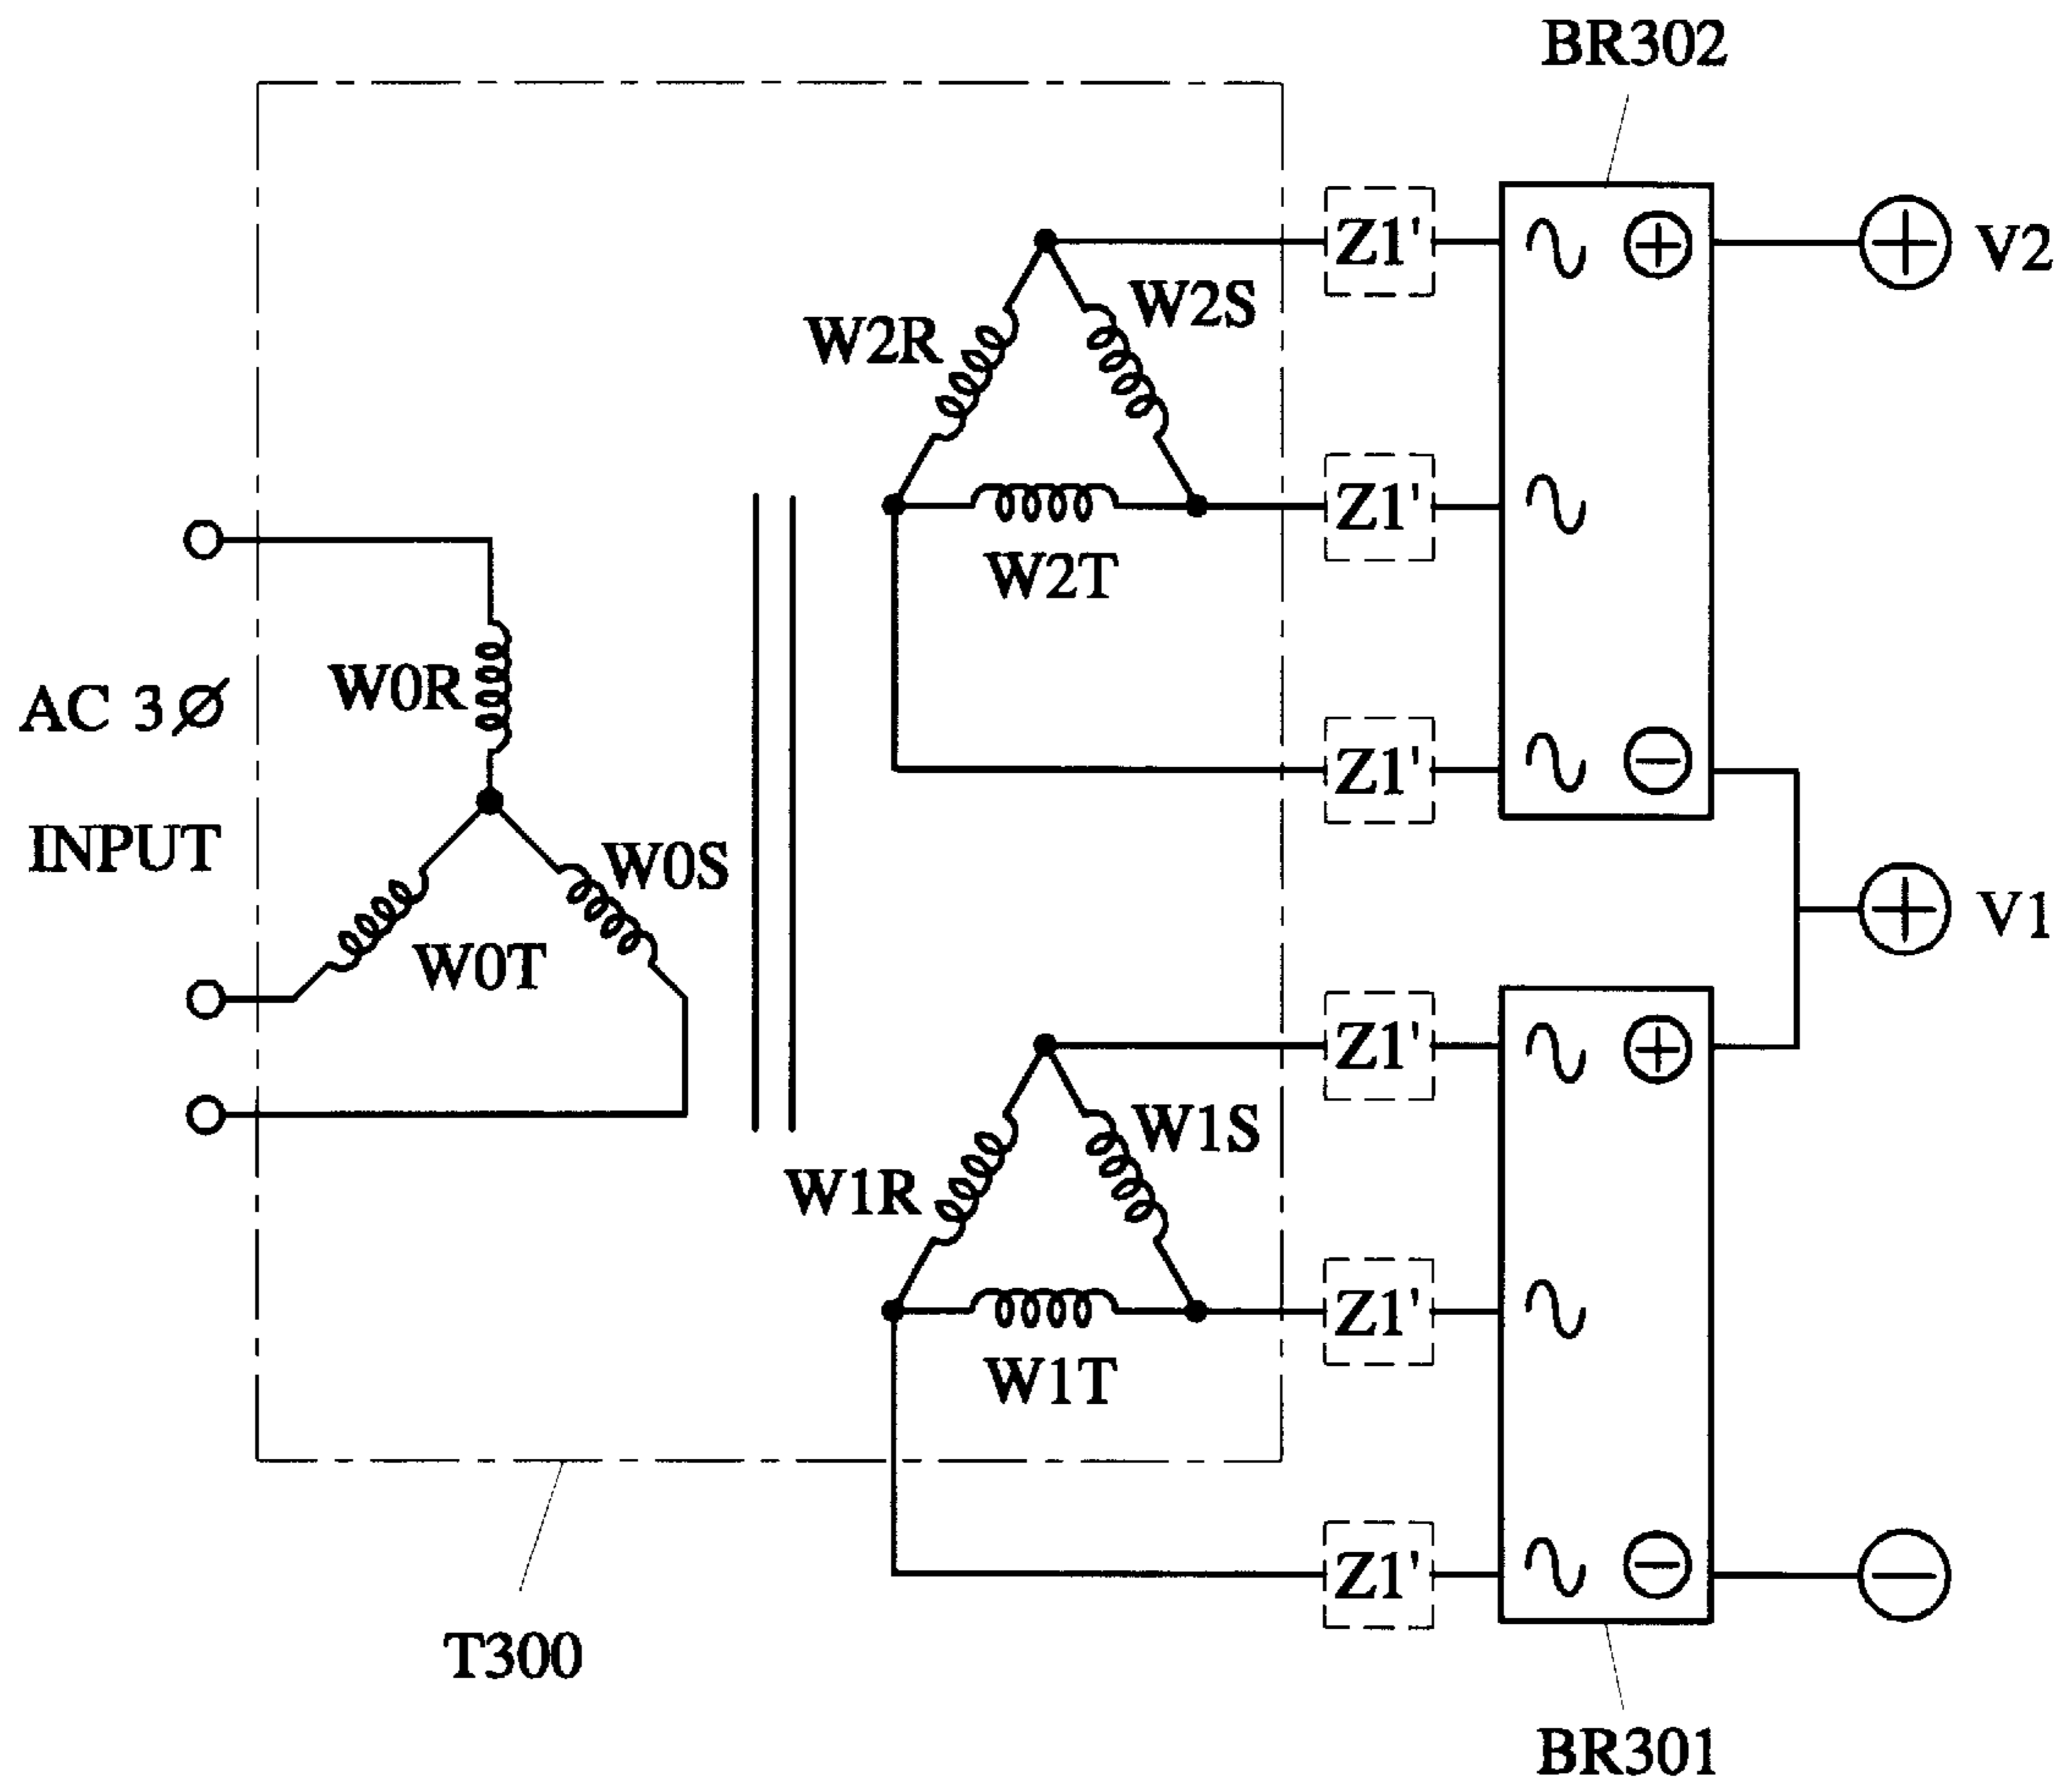 BR302
Z1'
V2
W2S
W2R
Z1'
W2T
W0R
AC 3⌀
Z1'
INPUT
W0S
V1
W0T
Z1'
W1S
W1R
Z1'
W1T
Z1'
T300
BR301